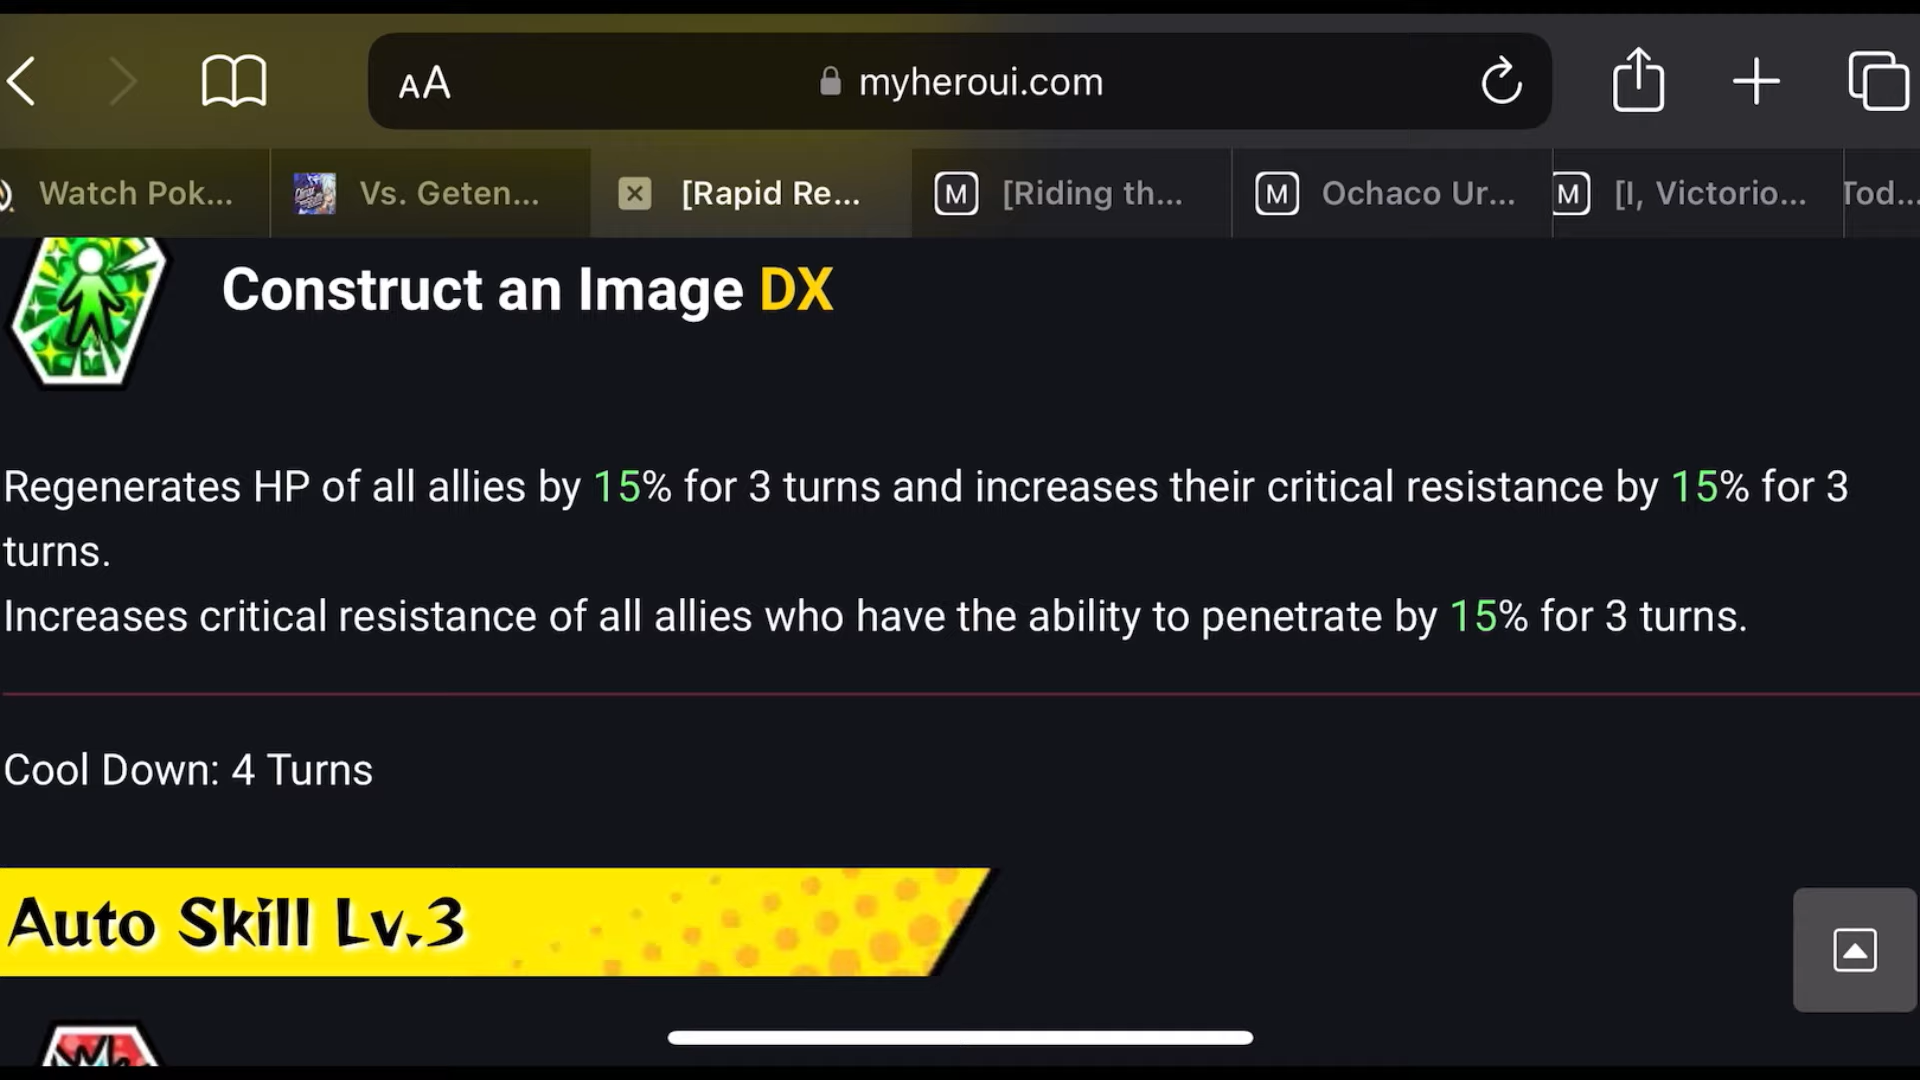 AA myheroui.com
Watch Pok... Vs. Geten... [Rapid Re... M [Riding th... M Ochaco Ur... M [I, Victorio... Tod...
Construct an Image DX
Regenerates HP of all allies by 15% for 3 turns and increases their critical resistance by 15% for 3
turns.
Increases critical resistance of all allies who have the ability to penetrate by 15% for 3 turns.
Cool Down: 4 Turns
Auto Skill Lv.3